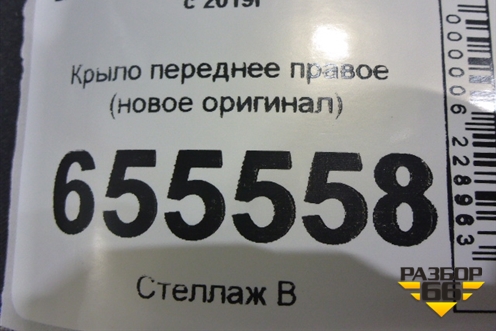 с 2019г
Крыло переднее правое
(новое оригинал)
655558
Стеллаж В
000006228963
РАЗБОР
66